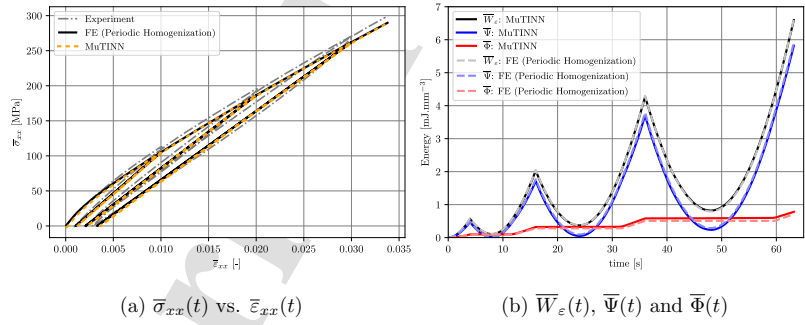 300
250
200
150
100
50
0
σ̅xx [MPa]
Experiment
FE (Periodic Homogenization)
MuTINN
0.000 0.005 0.010 0.015 0.020 0.025 0.030 0.035
ε̅xx [-]
(a) σ̅xx(t) vs. ε̅xx(t)
7
6
5
4
3
2
1
0
Energy [mJ.mm⁻³]
W̅ε: MuTINN
Ψ̅: MuTINN
Φ̅: MuTINN
W̅ε: FE (Periodic Homogenization)
Ψ̅: FE (Periodic Homogenization)
Φ̅: FE (Periodic Homogenization)
0 10 20 30 40 50 60
time [s]
(b) W̅ε(t), Ψ̅(t) and Φ̅(t)